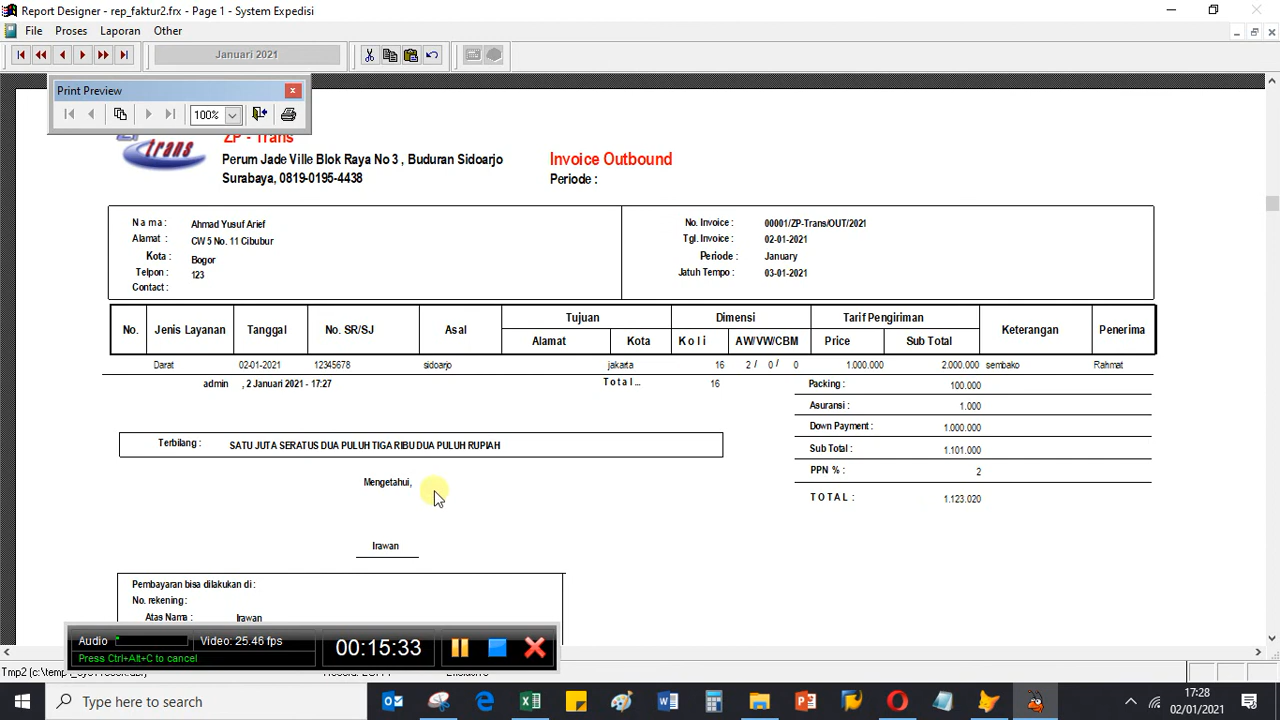 Report Designer - rep_faktur2.frx - Page 1 - System Expedisi
File Proses Laporan Other
Januari 2021
Print Preview
100%
trans
ZP - Trans
Perum Jade Ville Blok Raya No 3 , Buduran Sidoarjo
Surabaya, 0819-0195-4438
Invoice Outbound
Periode :
N a m a : Ahmad Yusuf Arief
Alamat : CW 5 No. 11 Cibubur
Kota : Bogor
Telpon : 123
Contact :
No. Invoice : 00001/ZP-Trans/OUT/2021
Tgl. Invoice : 02-01-2021
Periode : January
Jatuh Tempo : 03-01-2021
No. Jenis Layanan Tanggal No. SR/SJ Asal Tujuan Dimensi Tarif Pengiriman Keterangan Penerima
Alamat Kota K o l i AW/VW/CBM Price Sub Total
Darat 02-01-2021 12345678 sidoarjo jakarta 16 2 / 0 / 0 1.000.000 2.000.000 sembako Rahmat
admin , 2 Januari 2021 - 17:27 T o t a l ... 16
Packing : 100.000
Asuransi : 1.000
Down Payment : 1.000.000
Sub Total : 1.101.000
PPN % : 2
T O T A L : 1.123.020
Terbilang : SATU JUTA SERATUS DUA PULUH TIGA RIBU DUA PULUH RUPIAH
Mengetahui,
Irawan
Pembayaran bisa dilakukan di :
No. rekening :
Atas Nama : Irawan
Audio Video: 25.46 fps
Press Ctrl+Alt+C to cancel
00:15:33
Type here to search
17:28
02/01/2021